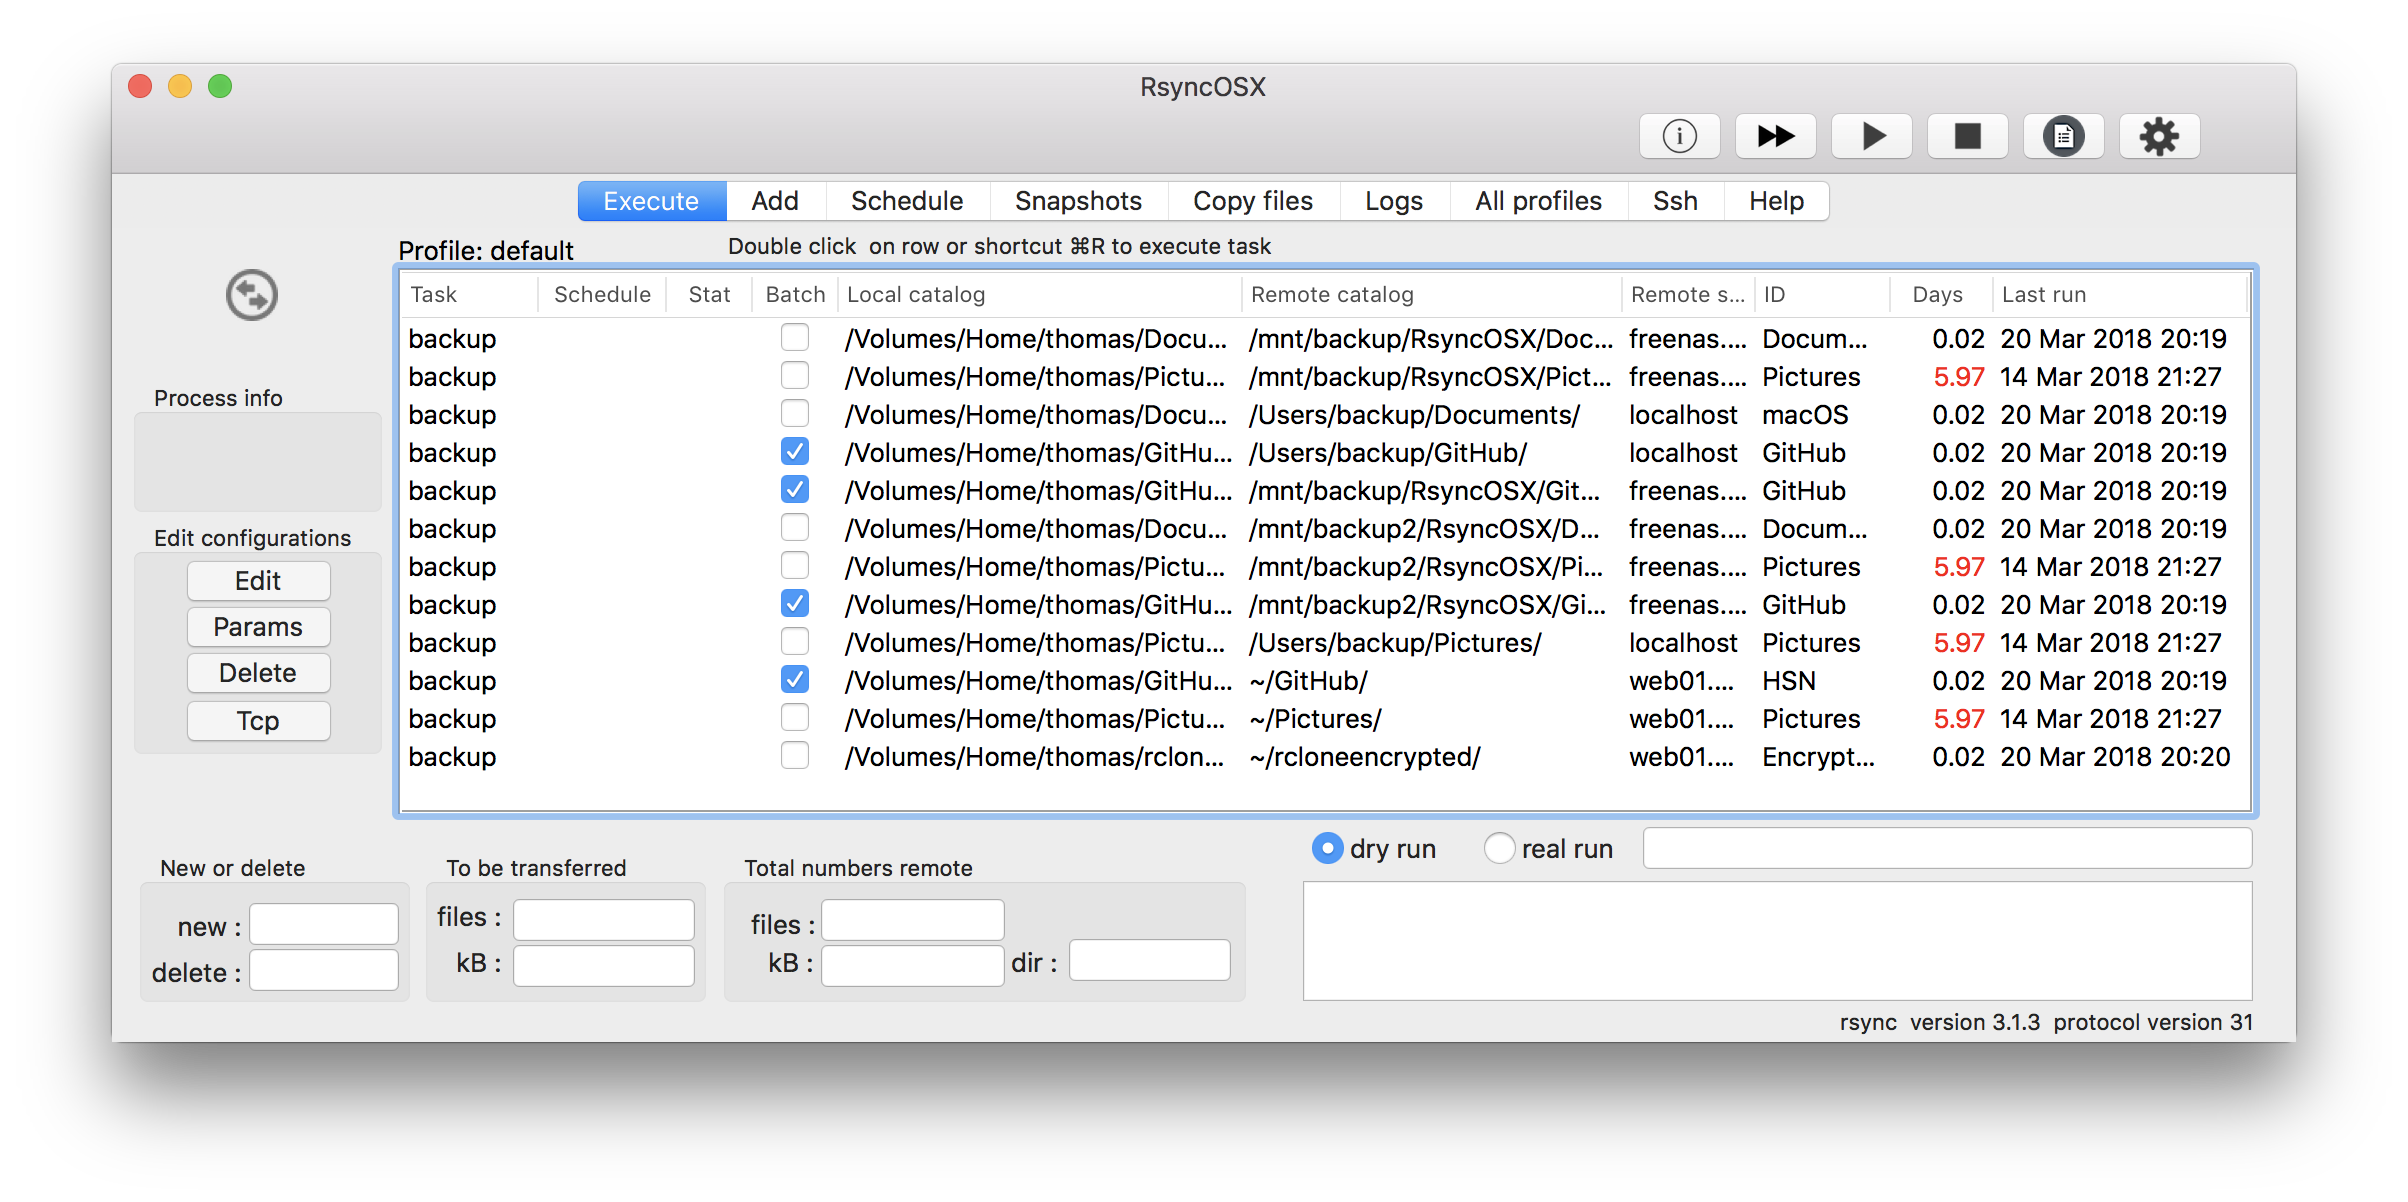 RsyncOSX
Execute Add Schedule Snapshots Copy files Logs All profiles Ssh Help
Profile: default
Double click  on row or shortcut ⌘R to execute task
Task Schedule Stat Batch Local catalog Remote catalog Remote s... ID Days Last run
backup /Volumes/Home/thomas/Docu... /mnt/backup/RsyncOSX/Doc... freenas.... Docum... 0.02 20 Mar 2018 20:19
backup /Volumes/Home/thomas/Pictu... /mnt/backup/RsyncOSX/Pict... freenas.... Pictures 5.97 14 Mar 2018 21:27
backup /Volumes/Home/thomas/Docu... /Users/backup/Documents/ localhost macOS 0.02 20 Mar 2018 20:19
backup /Volumes/Home/thomas/GitHu... /Users/backup/GitHub/ localhost GitHub 0.02 20 Mar 2018 20:19
backup /Volumes/Home/thomas/GitHu... /mnt/backup/RsyncOSX/Git... freenas.... GitHub 0.02 20 Mar 2018 20:19
backup /Volumes/Home/thomas/Docu... /mnt/backup2/RsyncOSX/D... freenas.... Docum... 0.02 20 Mar 2018 20:19
backup /Volumes/Home/thomas/Pictu... /mnt/backup2/RsyncOSX/Pi... freenas.... Pictures 5.97 14 Mar 2018 21:27
backup /Volumes/Home/thomas/GitHu... /mnt/backup2/RsyncOSX/Gi... freenas.... GitHub 0.02 20 Mar 2018 20:19
backup /Volumes/Home/thomas/Pictu... /Users/backup/Pictures/ localhost Pictures 5.97 14 Mar 2018 21:27
backup /Volumes/Home/thomas/GitHu... ~/GitHub/ web01.... HSN 0.02 20 Mar 2018 20:19
backup /Volumes/Home/thomas/Pictu... ~/Pictures/ web01.... Pictures 5.97 14 Mar 2018 21:27
backup /Volumes/Home/thomas/rclon... ~/rcloneencrypted/ web01.... Encrypt... 0.02 20 Mar 2018 20:20
Process info
Edit configurations
Edit
Params
Delete
Tcp
dry run real run
New or delete
new :
delete :
To be transferred
files :
kB :
Total numbers remote
files :
kB : dir :
rsync  version 3.1.3  protocol version 31